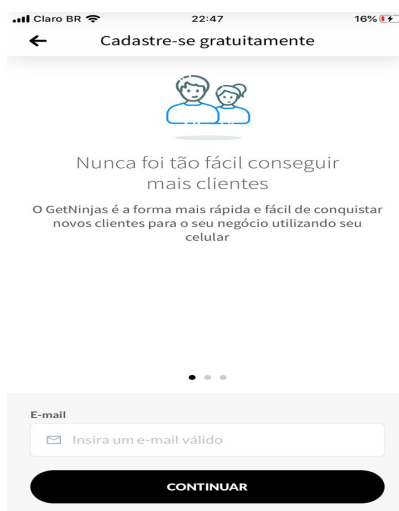 Claro BR 22:47 16%
Cadastre-se gratuitamente
Nunca foi tão fácil conseguir
mais clientes
O GetNinjas é a forma mais rápida e fácil de conquistar
novos clientes para o seu negócio utilizando seu
celular
E-mail
Insira um e-mail válido
CONTINUAR